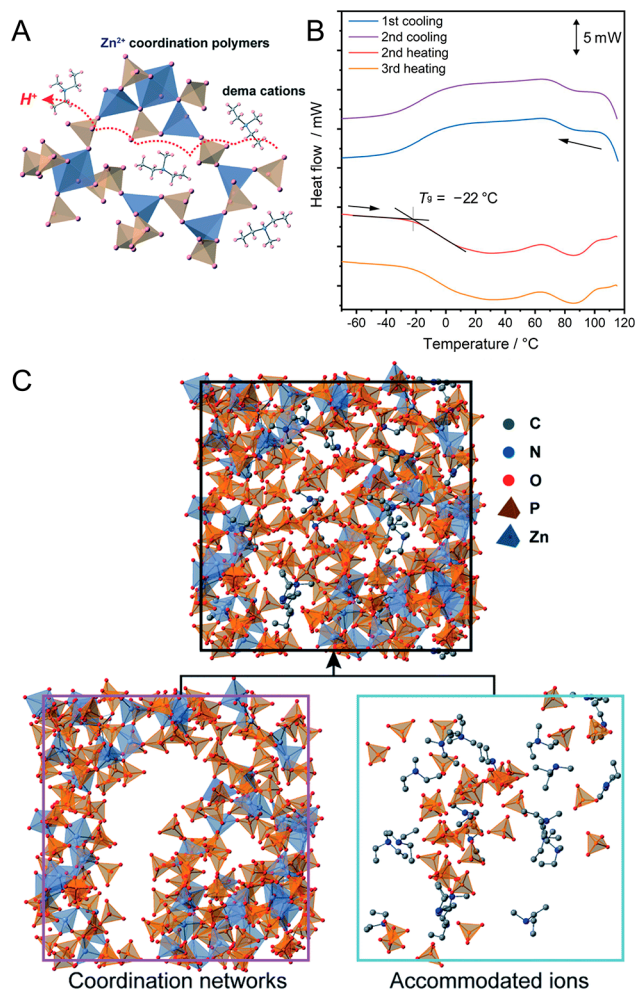 A
Zn2+ coordination polymers
dema cations
H+
B
1st cooling
2nd cooling
2nd heating
3rd heating
5 mW
Heat flow / mW
Tg = −22 °C
-60 -40 -20 0 20 40 60 80 100 120
Temperature / °C
C
C
N
O
P
Zn
Coordination networks
Accommodated ions